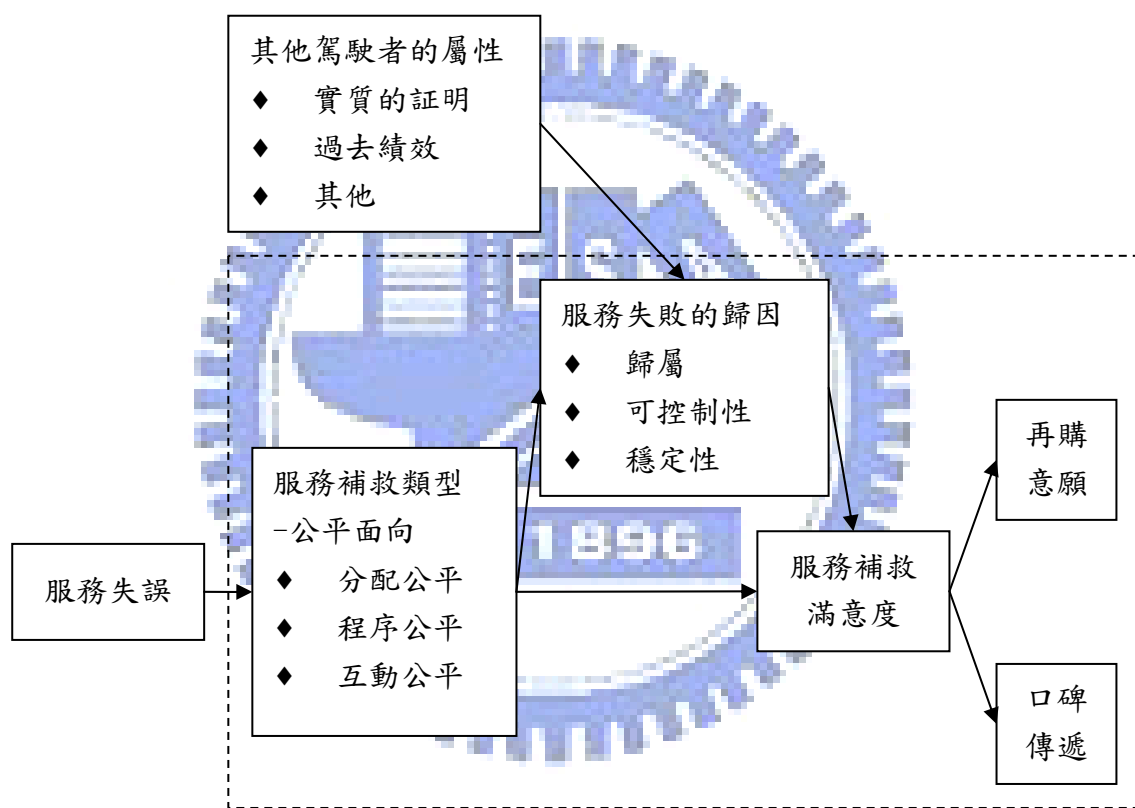 其他駕駛者的屬性
♦ 實質的証明
♦ 過去績效
♦ 其他
服務失敗的歸因
♦ 歸屬
♦ 可控制性
♦ 穩定性
服務補救類型
-公平面向
♦ 分配公平
♦ 程序公平
♦ 互動公平
服務失誤
服務補救
滿意度
再購
意願
口碑
傳遞
1896